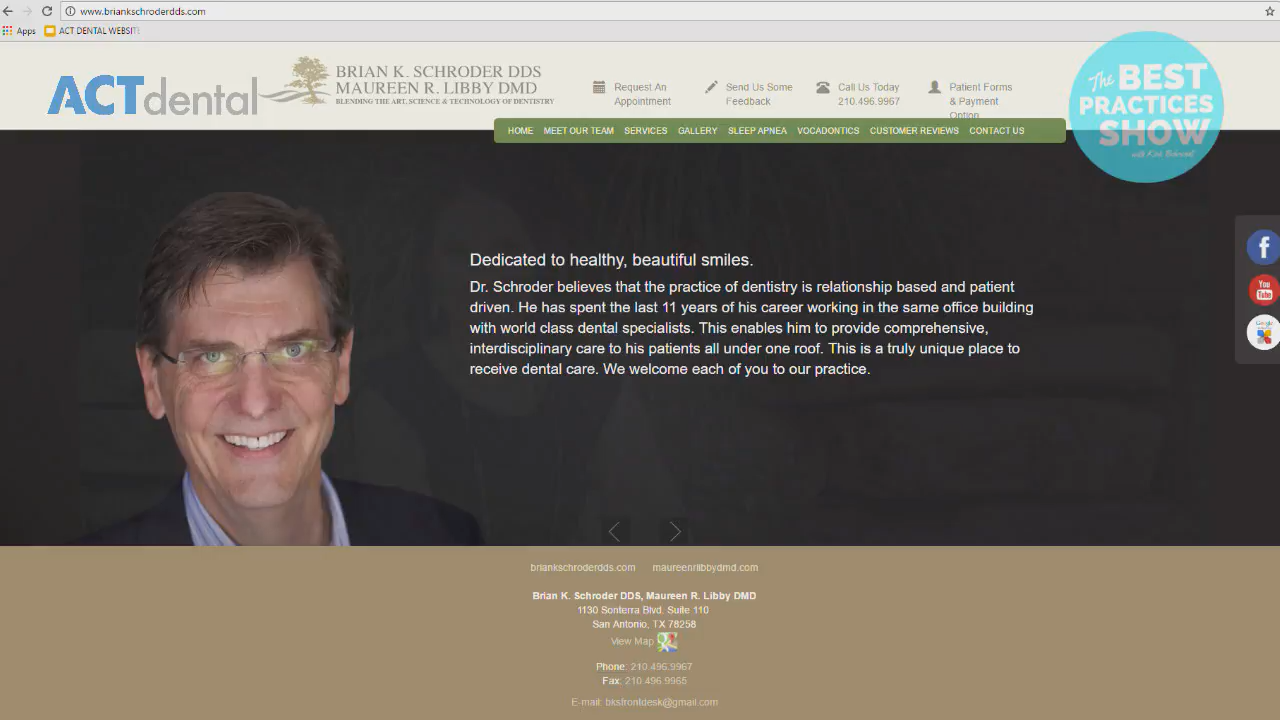 www.briankschroderdds.com
Apps ACT DENTAL WEBSIT
ACTdental
BRIAN K. SCHRODER DDS
MAUREEN R. LIBBY DMD
BLENDING THE ART, SCIENCE & TECHNOLOGY OF DENTISTRY
Request An
Appointment
Send Us Some
Feedback
Call Us Today
210.496.9967
Patient Forms
& Payment
Option
The BEST
PRACTICES
SHOW
with Kirk Behrendt
HOME MEET OUR TEAM SERVICES GALLERY SLEEP APNEA VOCADONTICS CUSTOMER REVIEWS CONTACT US
f
You
Tube
Google
Dedicated to healthy, beautiful smiles.
Dr. Schroder believes that the practice of dentistry is relationship based and patient
driven. He has spent the last 11 years of his career working in the same office building
with world class dental specialists. This enables him to provide comprehensive,
interdisciplinary care to his patients all under one roof. This is a truly unique place to
receive dental care. We welcome each of you to our practice.
briankschroderdds.com maureenrlibbydmd.com
Brian K. Schroder DDS, Maureen R. Libby DMD
1130 Sonterra Blvd. Suite 110
San Antonio, TX 78258
View Map
Phone: 210.496.9967
Fax: 210.496.9965
E-mail: bksfrontdesk@gmail.com